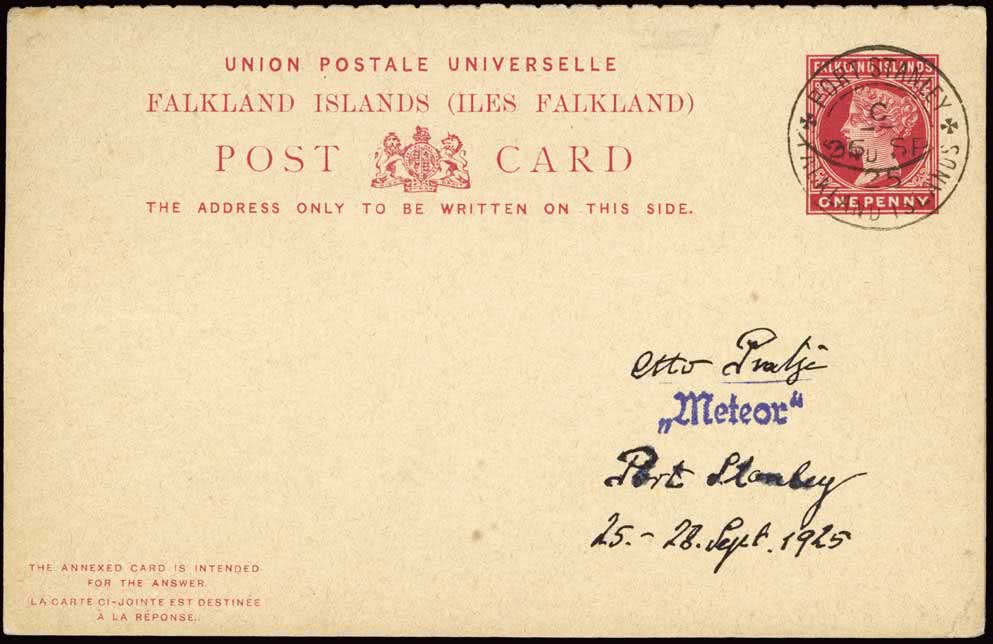 UNION POSTALE UNIVERSELLE
FALKLAND ISLANDS (ILES FALKLAND)
POST CARD
THE ADDRESS ONLY TO BE WRITTEN ON THIS SIDE.
FALKLAND ISLANDS
ONE PENNY
PORT STANLEY
C
25 SP
25
FALKLAND ISLANDS
Otto Pratje
„Meteor“
Port Stanley
25.-28. Sept. 1925
THE ANNEXED CARD IS INTENDED
FOR THE ANSWER.
(LA CARTE CI-JOINTE EST DESTINÉE
À LA RÉPONSE.)